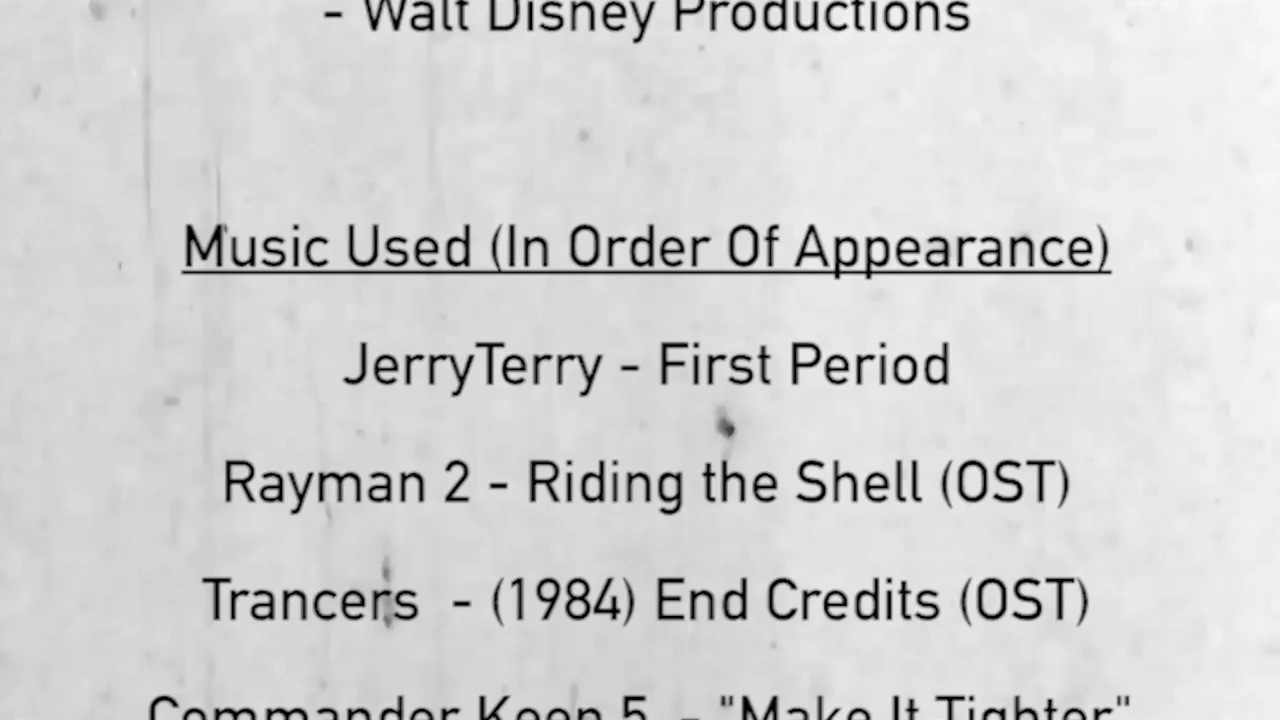 - Walt Disney Productions
Music Used (In Order Of Appearance)
JerryTerry - First Period
Rayman 2 - Riding the Shell (OST)
Trancers - (1984) End Credits (OST)
Commander Keen 5 - "Make It Tighter"